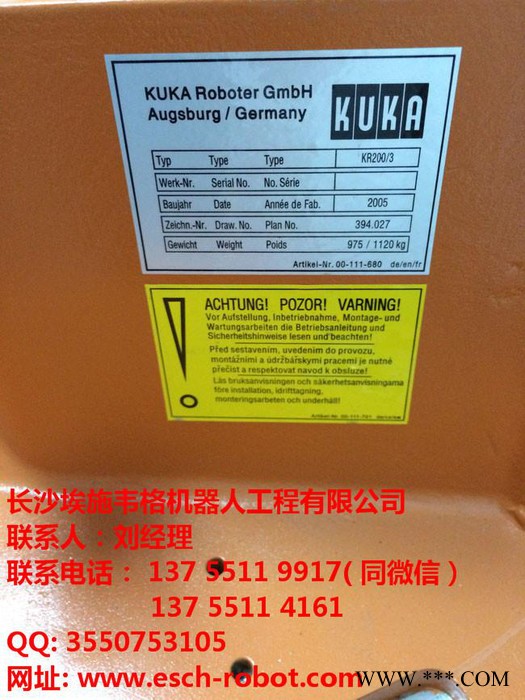 KUKA Roboter GmbH
Augsburg / Germany
KUKA
Typ Type Type KR200/3
Werk-Nr. Serial No. No. Série
Baujahr Date Année de Fab. 2005
Zeichn.-Nr. Draw. No. Plan No. 394.027
Gewicht Weight Poids 975 / 1120 kg
Artikel-Nr. 00-111-680 de/en/fr
ACHTUNG! POZOR! VARNING!
Vor Aufstellung, Inbetriebnahme, Montage- und
Wartungsarbeiten die Betriebsanleitung und
Sicherheitshinweise lesen und beachten!
Před sestavením, uvedením do provozu,
montážními a údržbářskými pracemi je nutné
přečíst a respektovat navod k obsluze!
Läs bruksanvisningen och säkerhetsanvisningarna
före installation, idrifttagning,
monteringsarbeten och underhåll!
长沙埃施韦格机器人工程有限公司
联系人：刘经理
联系电话： 137 5511 9917( 同微信 )
137 5511 4161
QQ: 3550753105
网址: www.esch-robot.com
www.***.com